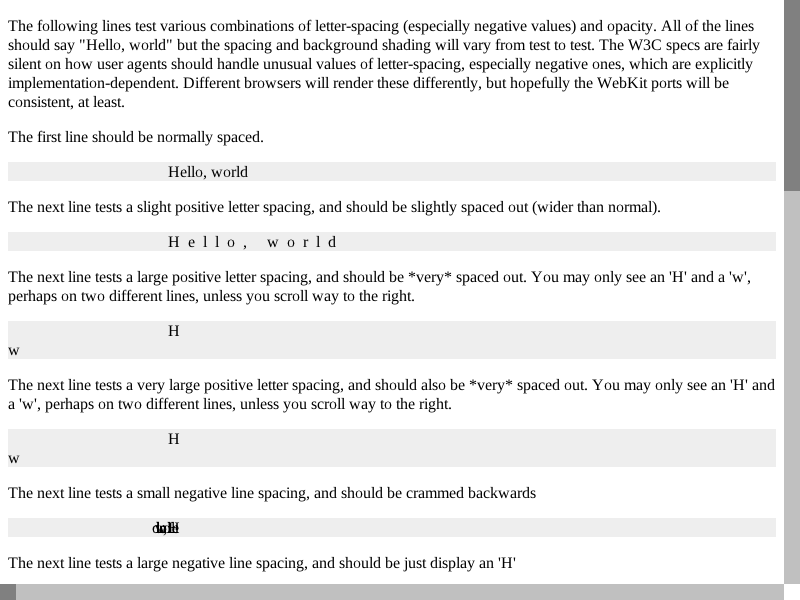 The following lines test various combinations of letter-spacing (especially negative values) and opacity. All of the lines
should say "Hello, world" but the spacing and background shading will vary from test to test. The W3C specs are fairly
silent on how user agents should handle unusual values of letter-spacing, especially negative ones, which are explicitly
implementation-dependent. Different browsers will render these differently, but hopefully the WebKit ports will be
consistent, at least.
The first line should be normally spaced.
Hello, world
The next line tests a slight positive letter spacing, and should be slightly spaced out (wider than normal).
H e l l o ,  w o r l d
The next line tests a large positive letter spacing, and should be *very* spaced out. You may only see an 'H' and a 'w',
perhaps on two different lines, unless you scroll way to the right.
H
w
The next line tests a very large positive letter spacing, and should also be *very* spaced out. You may only see an 'H' and
a 'w', perhaps on two different lines, unless you scroll way to the right.
H
w
The next line tests a small negative line spacing, and should be crammed backwards
The next line tests a large negative line spacing, and should be just display an 'H'